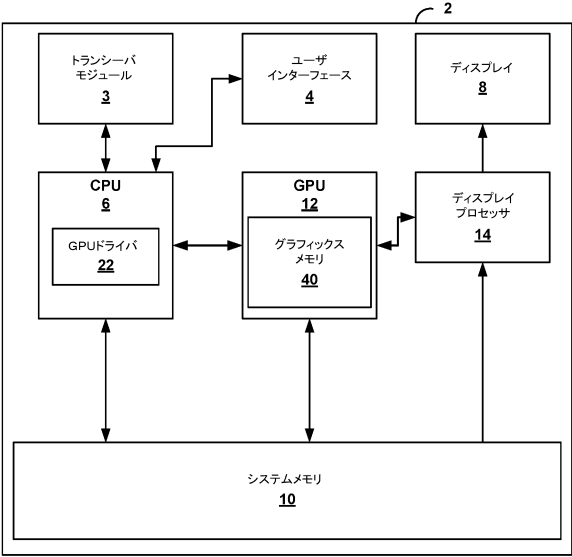 2
トランシーバ
モジュール
3
ユーザ
インターフェース
4
ディスプレイ
8
CPU
6
GPUドライバ
22
GPU
12
グラフィックス
メモリ
40
ディスプレイ
プロセッサ
14
システムメモリ
10